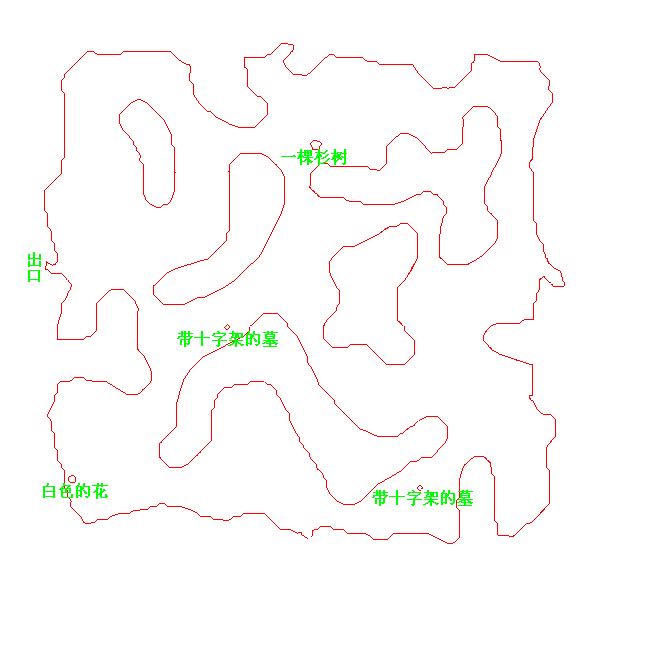 一棵杉树
出
口
带十字架的墓
白色的花
带十字架的墓